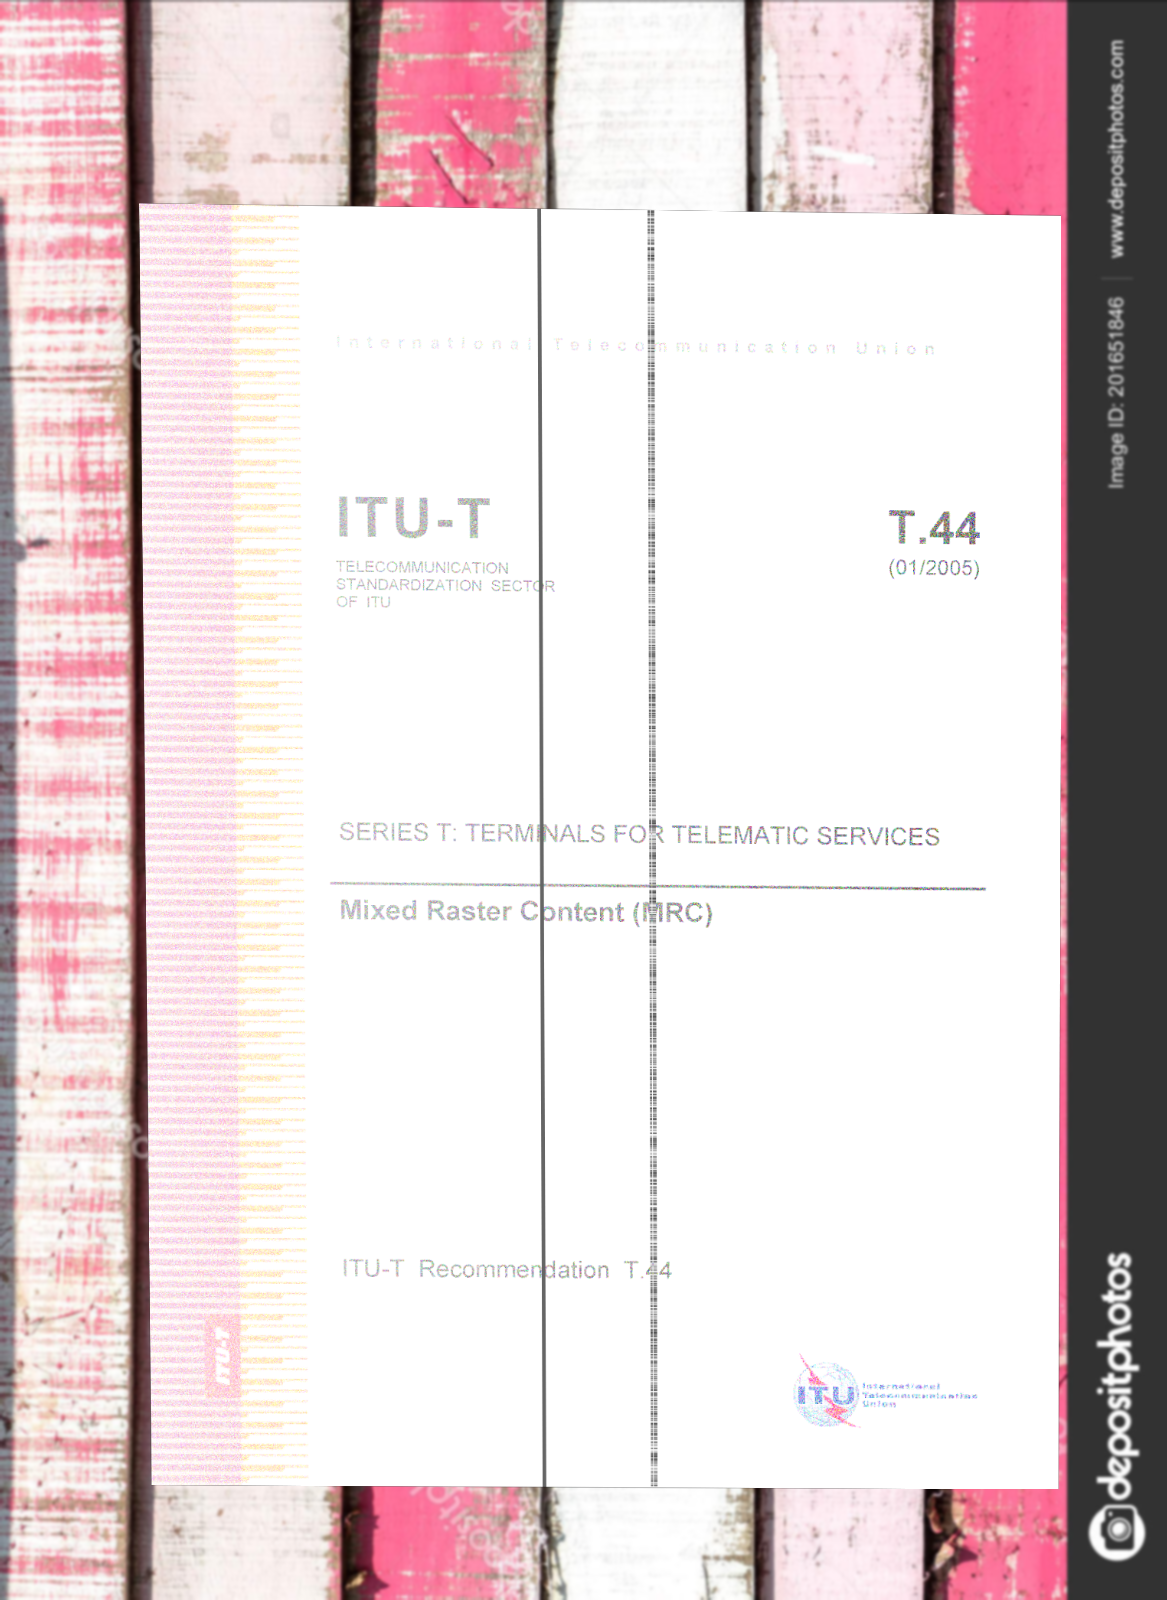 International Telecommunication Union
ITU-T
TELECOMMUNICATION
STANDARDIZATION SECTOR
OF ITU
T.44
(01/2005)
SERIES T: TERMINALS FOR TELEMATIC SERVICES
Mixed Raster Content (MRC)
ITU-T Recommendation T.44
ITU-T
ITU
International
Telecommunication
Union
Image ID: 201651846
www.depositphotos.com
depositphotos